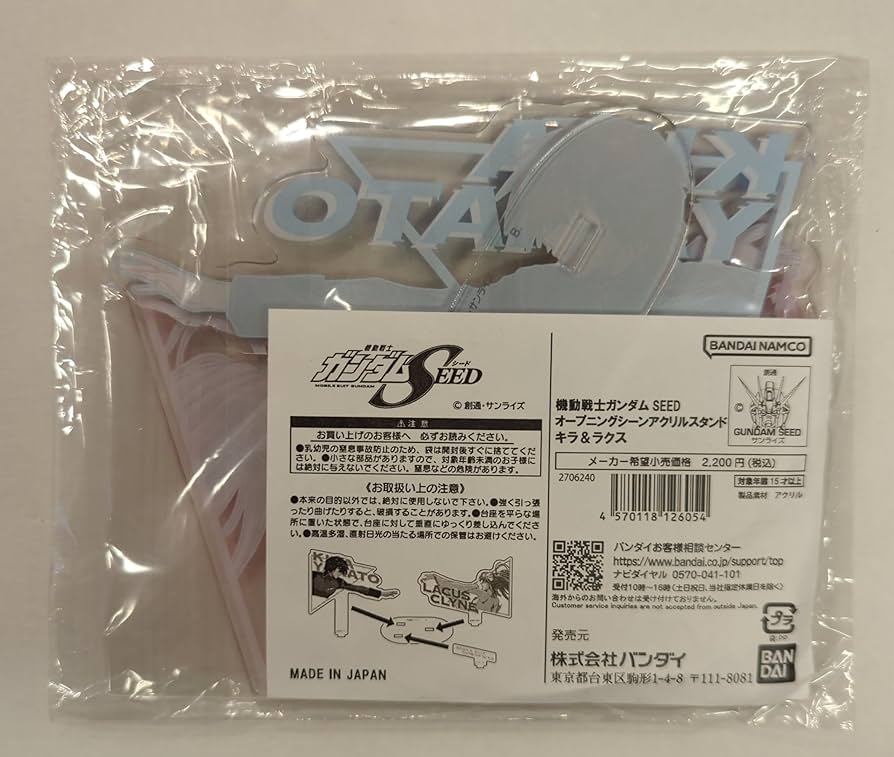 KIRA
YAMATO
B
・サンライズ
機動戦士
ガンダムSEED
シード
MOBILE SUIT GUNDAM
© 創通・サンライズ
⚠注意
お買い上げのお客様へ 必ずお読みください。
●乳幼児の窒息事故防止のため、袋は開封後すぐに捨ててくださ
い。●小さな部品がありますので、対象年齢未満のお子様に
は絶対に与えないでください。窒息などの危険があります。
《お取扱い上の注意》
●本来の目的以外では、絶対に使用しないで下さい。●強く引っ張
ったり曲げたりすると、破損することがあります。●台座を平らな場
所に置いた状態で、台座に対して垂直にゆっくり差し込んでくださ
い。●高温多湿、直射日光の当たる場所での保管はお避けください。
KIRA
YAMATO
LACUS
CLYNE
MADE IN JAPAN
BANDAI NAMCO
機動戦士ガンダム SEED
オープニングシーンアクリルスタンド
キラ&ラクス
創通
©
GUNDAM SEED
サンライズ
メーカー希望小売価格 2,200円(税込)
2706240
対象年齢 15才以上
製品素材 アクリル
4 570118 126054
バンダイお客様相談センター
https://www.bandai.co.jp/support/top
ナビダイヤル 0570-041-101
受付10時～16時(土日祝日、当社指定休業日を除く)
海外からのお問い合わせは受け付けておりません。
Customer service inquiries are not accepted from outside Japan.
プラ
袋:PP
発売元
株式会社バンダイ
東京都台東区駒形1-4-8 〒111-8081
BAN
DAI